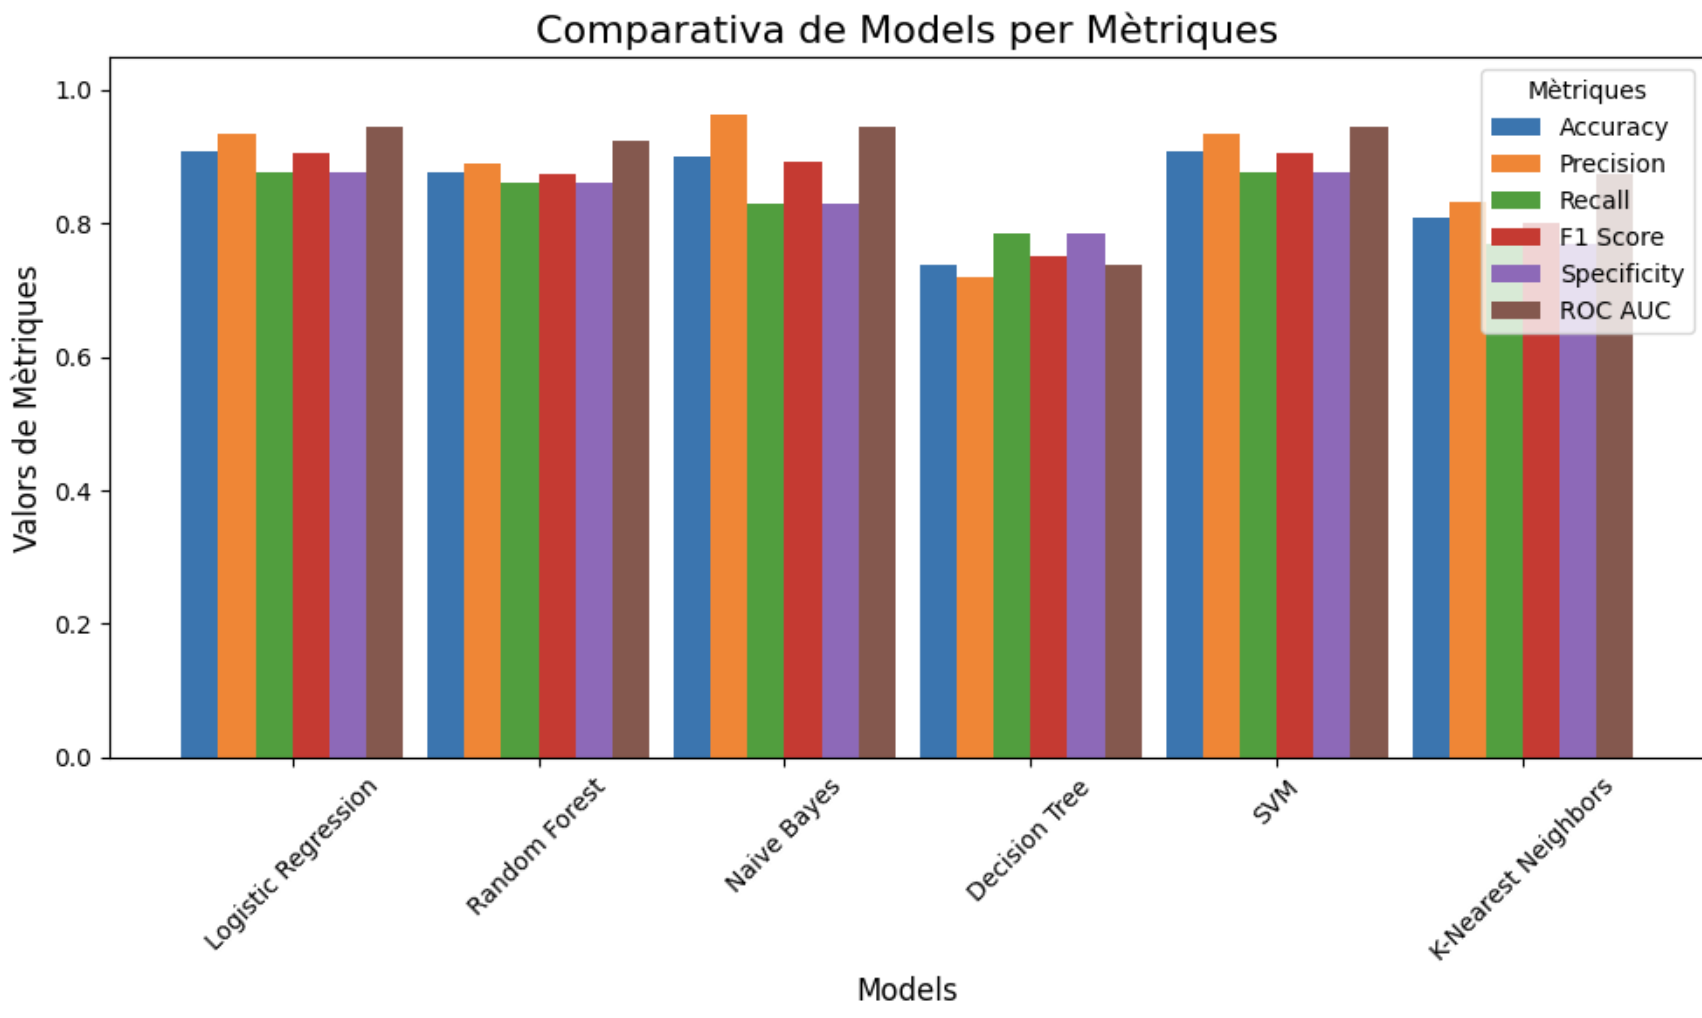 Comparativa de Models per Mètriques
Valors de Mètriques
1.0
0.8
0.6
0.4
0.2
0.0
Mètriques
Accuracy
Precision
Recall
F1 Score
Specificity
ROC AUC
Logistic Regression
Random Forest
Naive Bayes
Decision Tree
SVM
K-Nearest Neighbors
Models